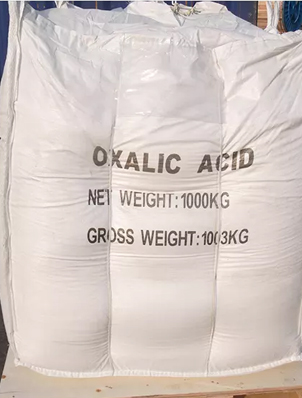 OXALIC ACID
NET WEIGHT:1000KG
GROSS WEIGHT:1003KG